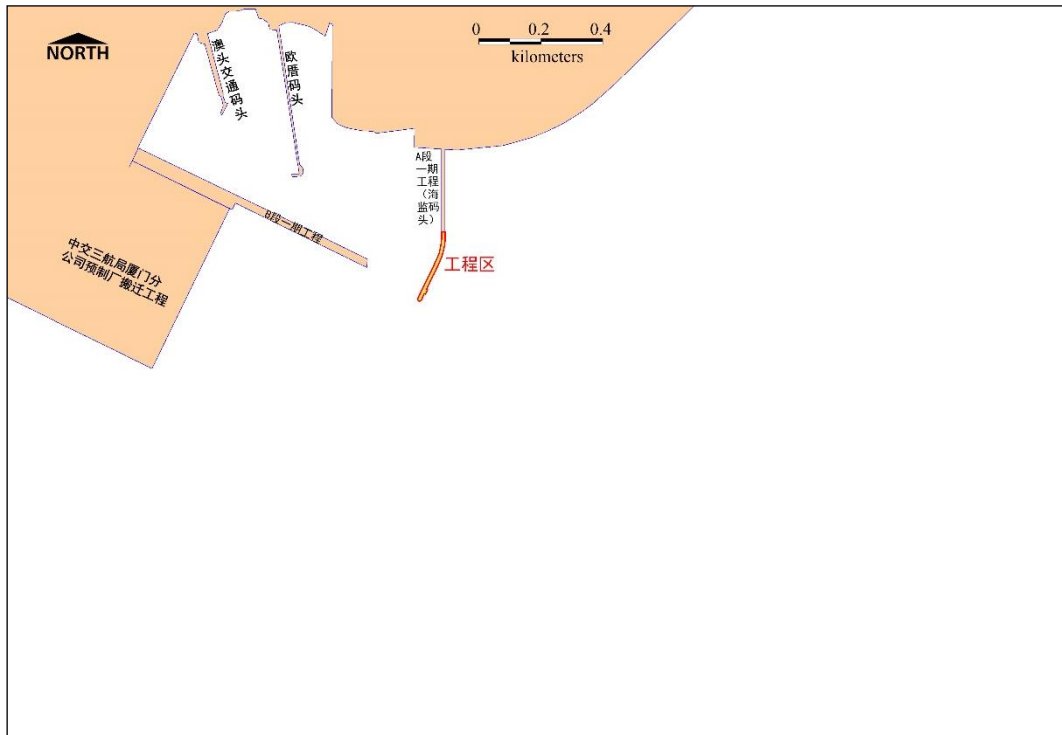 NORTH
0 0.2 0.4
kilometers
澳头交通码头
欧厝码头
A段
一期
工程
（海
监码
头）
B段一期工程
工程区
中交三航局厦门分
公司预制厂搬迁工程